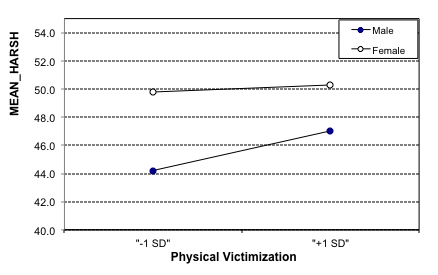 54.0
52.0
50.0
48.0
46.0
44.0
42.0
40.0
MEAN_HARSH
Male
Female
"-1 SD"
"+1 SD"
Physical Victimization